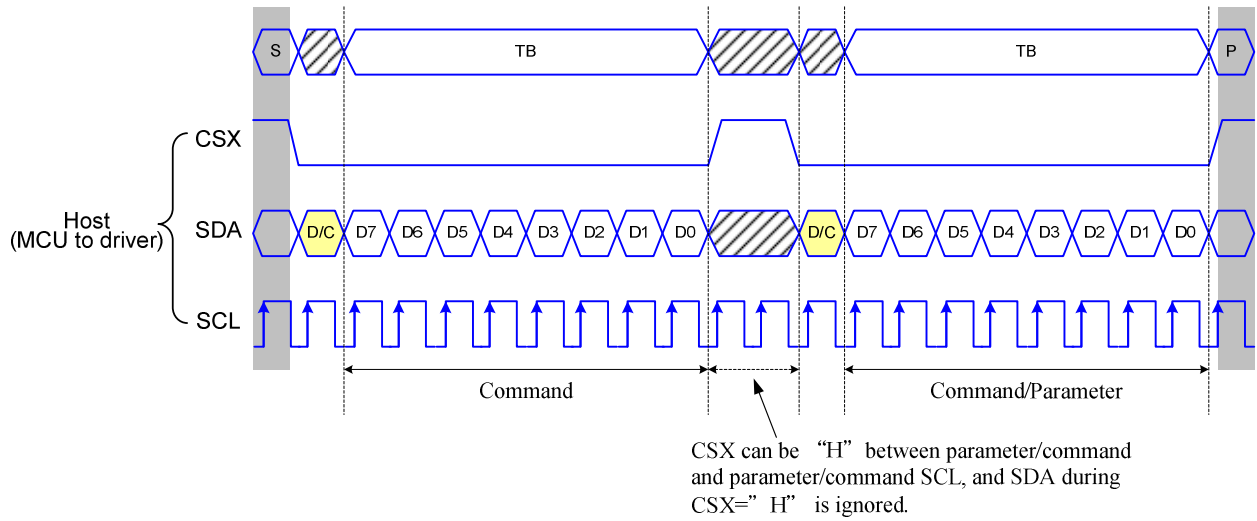 S TB TB P
CSX
Host
(MCU to driver)
SDA D/C D7 D6 D5 D4 D3 D2 D1 D0 D/C D7 D6 D5 D4 D3 D2 D1 D0
SCL
Command Command/Parameter
CSX can be “H” between parameter/command
and parameter/command SCL, and SDA during
CSX=”H” is ignored.